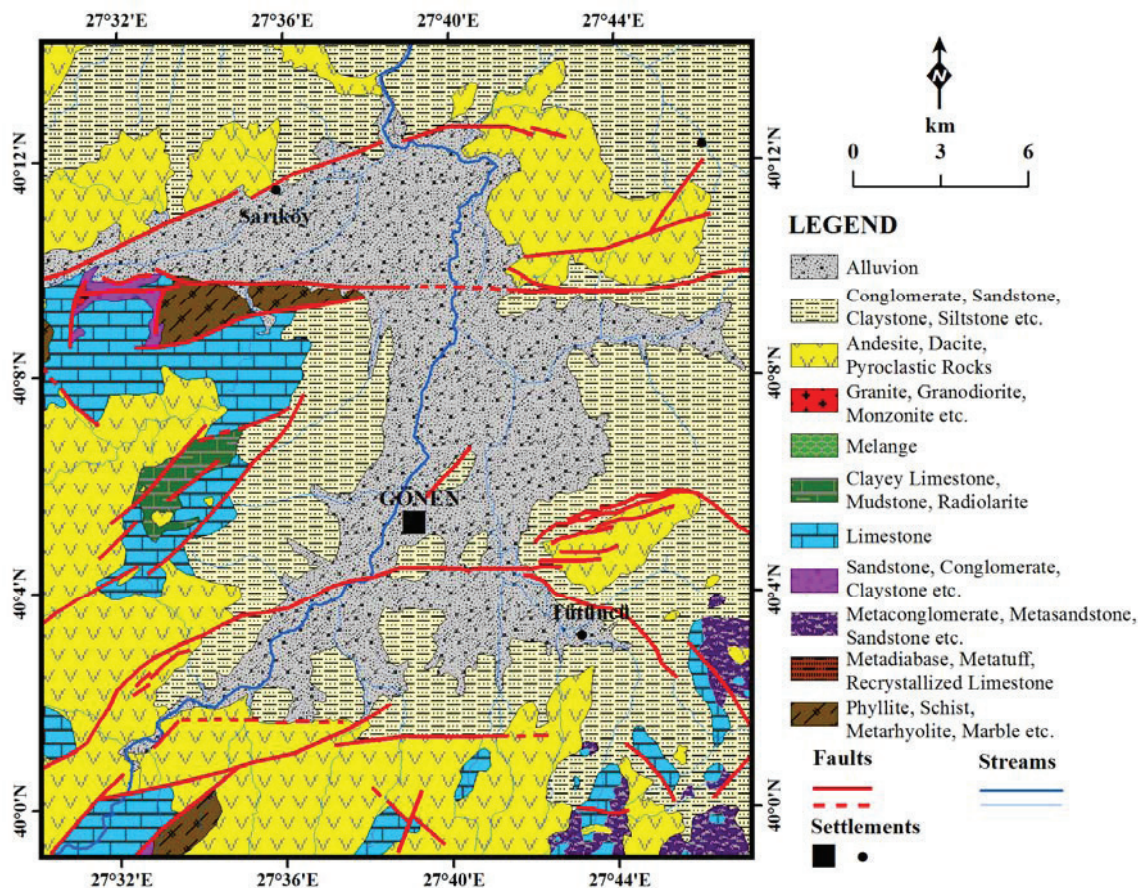 27°32'E 27°36'E 27°40'E 27°44'E
40°12'N
40°8'N
40°4'N
40°0'N
Sarıköy
GÖNEN
Tütüncü
40°12'N
40°8'N
40°4'N
40°0'N
27°32'E 27°36'E 27°40'E 27°44'E
N
km
0 3 6
LEGEND
Alluvion
Conglomerate, Sandstone,
Claystone, Siltstone etc.
Andesite, Dacite,
Pyroclastic Rocks
Granite, Granodiorite,
Monzonite etc.
Melange
Clayey Limestone,
Mudstone, Radiolarite
Limestone
Sandstone, Conglomerate,
Claystone etc.
Metaconglomerate, Metasandstone,
Sandstone etc.
Metadiabase, Metatuff,
Recrystallized Limestone
Phyllite, Schist,
Metarhyolite, Marble etc.
Faults Streams
Settlements